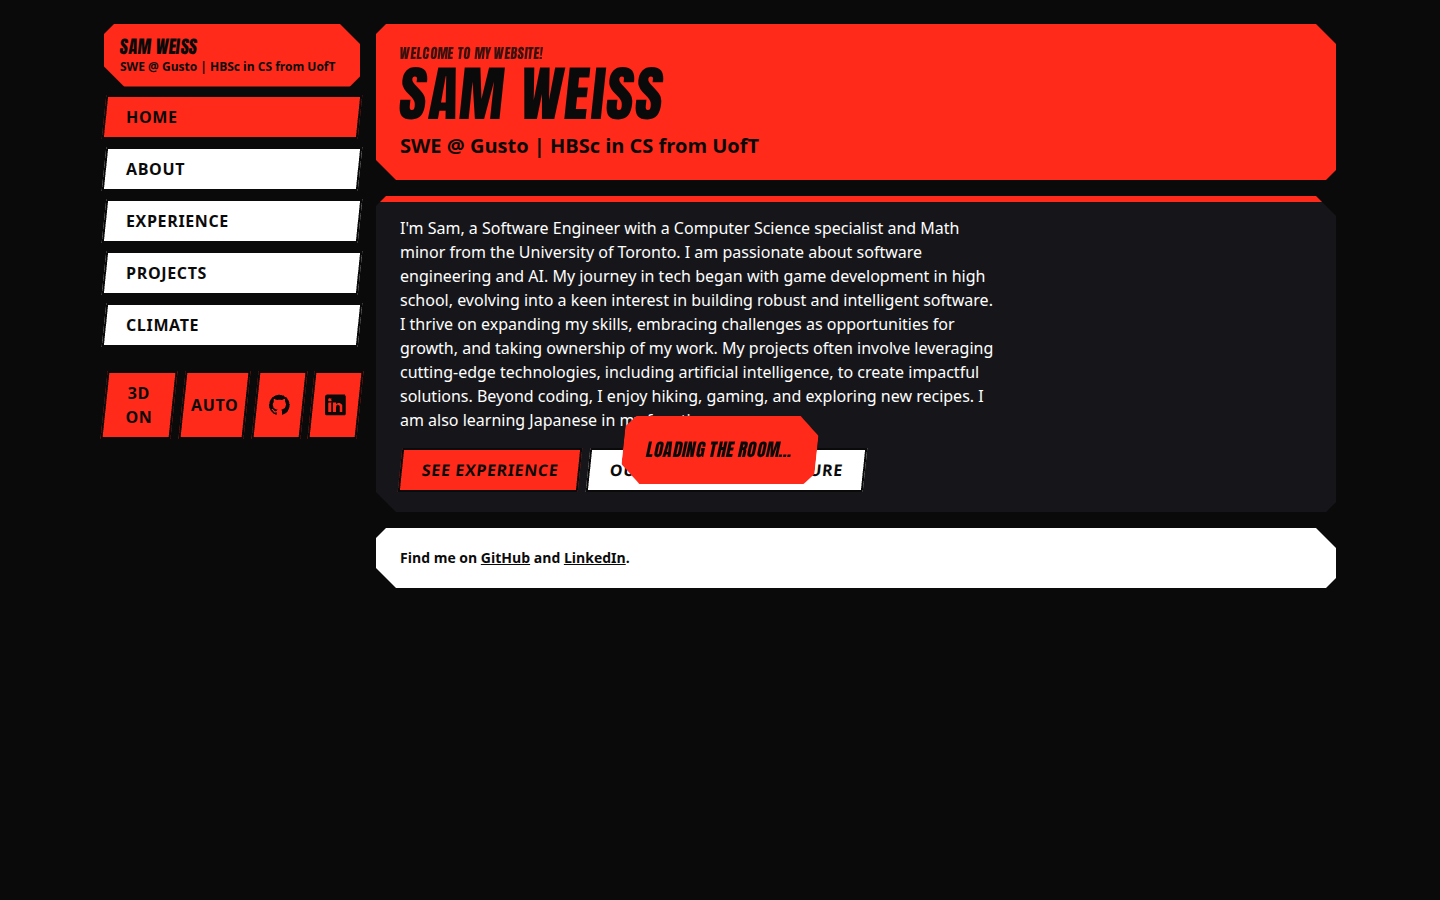 SAM WEISS
SWE @ Gusto | HBSc in CS from UofT
HOME
ABOUT
EXPERIENCE
PROJECTS
CLIMATE
3D
ON
AUTO
WELCOME TO MY WEBSITE!
SAM WEISS
SWE @ Gusto | HBSc in CS from UofT
I'm Sam, a Software Engineer with a Computer Science specialist and Math
minor from the University of Toronto. I am passionate about software
engineering and AI. My journey in tech began with game development in high
school, evolving into a keen interest in building robust and intelligent software.
I thrive on expanding my skills, embracing challenges as opportunities for
growth, and taking ownership of my work. My projects often involve leveraging
cutting-edge technologies, including artificial intelligence, to create impactful
solutions. Beyond coding, I enjoy hiking, gaming, and exploring new recipes. I
am also learning Japanese in
LOADING THE ROOM...
SEE EXPERIENCE
Find me on GitHub and LinkedIn.